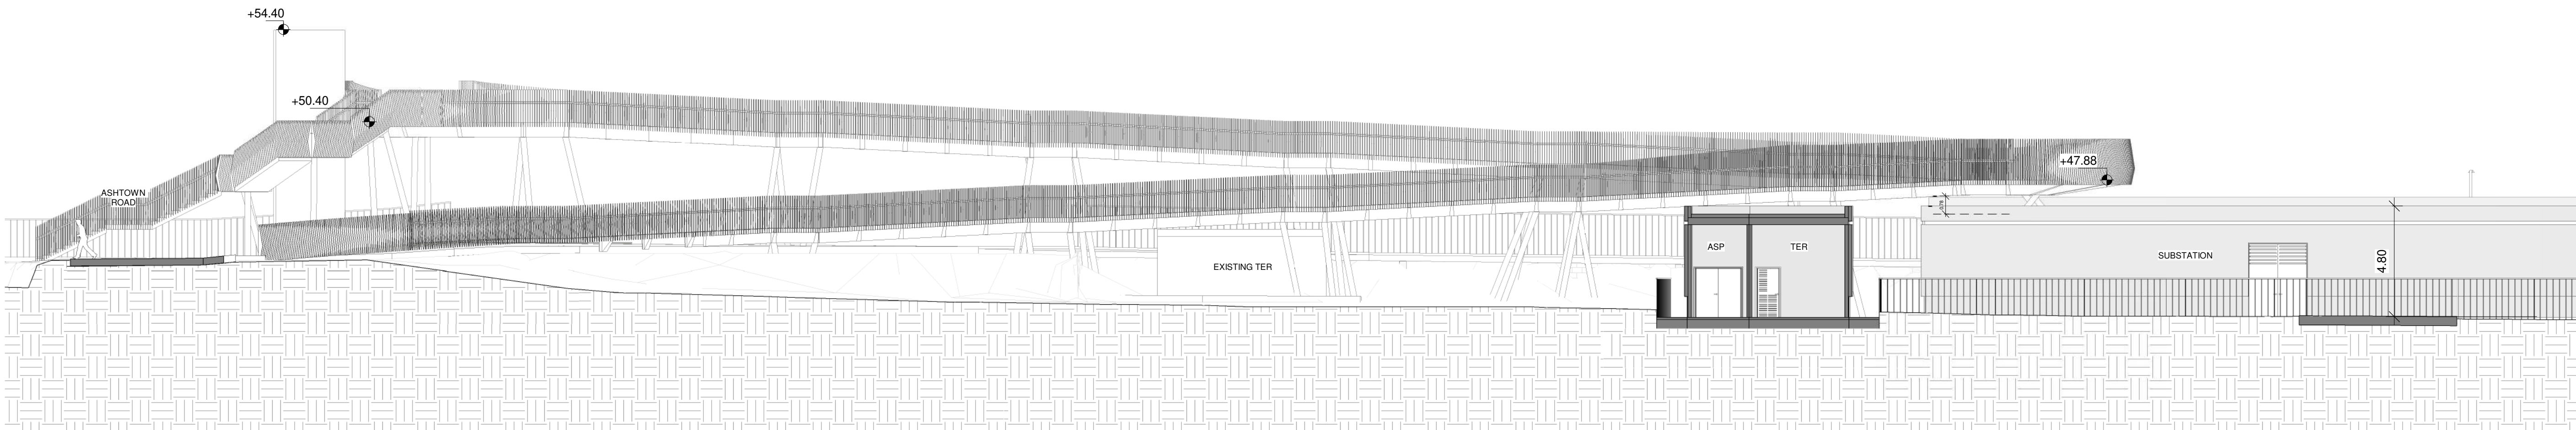 +54.40
+50.40
+47.88
ASHTOWN
ROAD
EXISTING TER
ASP
TER
SUBSTATION
4.80